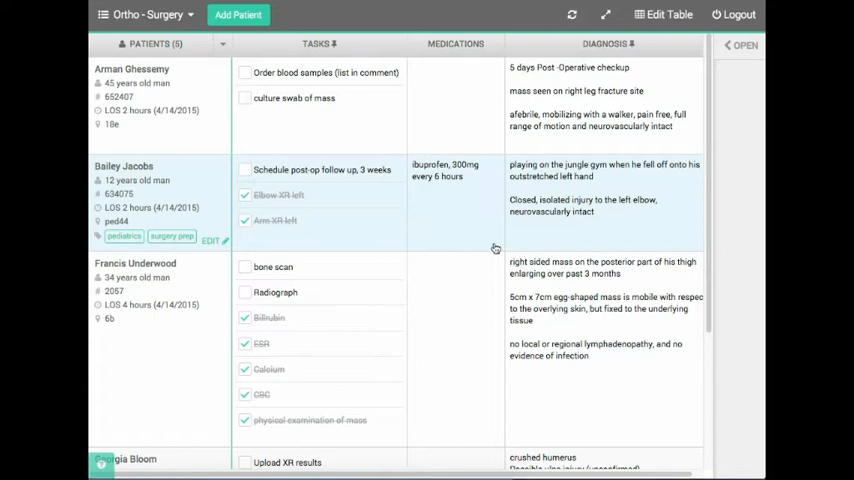 Ortho - Surgery
Add Patient
Edit Table
Logout
PATIENTS (5)
TASKS
MEDICATIONS
DIAGNOSIS
OPEN
Arman Ghessemy
45 years old man
# 652407
LOS 2 hours (4/14/2015)
18e
Order blood samples (list in comment)
culture swab of mass
5 days Post -Operative checkup
mass seen on right leg fracture site
afebrile, mobilizing with a walker, pain free, full
range of motion and neurovascularly intact
Bailey Jacobs
12 years old man
# 634075
LOS 2 hours (4/14/2015)
ped44
pediatrics
surgery prep
EDIT
Schedule post-op follow up, 3 weeks
Elbow XR left
Arm XR left
ibuprofen, 300mg
every 6 hours
playing on the jungle gym when he fell off onto his
outstretched left hand
Closed, isolated injury to the left elbow,
neurovascularly intact
Francis Underwood
34 years old man
# 2057
LOS 4 hours (4/14/2015)
6b
bone scan
Radiograph
Bilirubin
ESR
Calcium
CBC
physical examination of mass
right sided mass on the posterior part of his thigh
enlarging over past 3 months
5cm x 7cm egg-shaped mass is mobile with respec
to the overlying skin, but fixed to the underlying
tissue
no local or regional lymphadenopathy, and no
evidence of infection
eorgia Bloom
Upload XR results
crushed humerus
Possible ulna injury (unconfirmed)